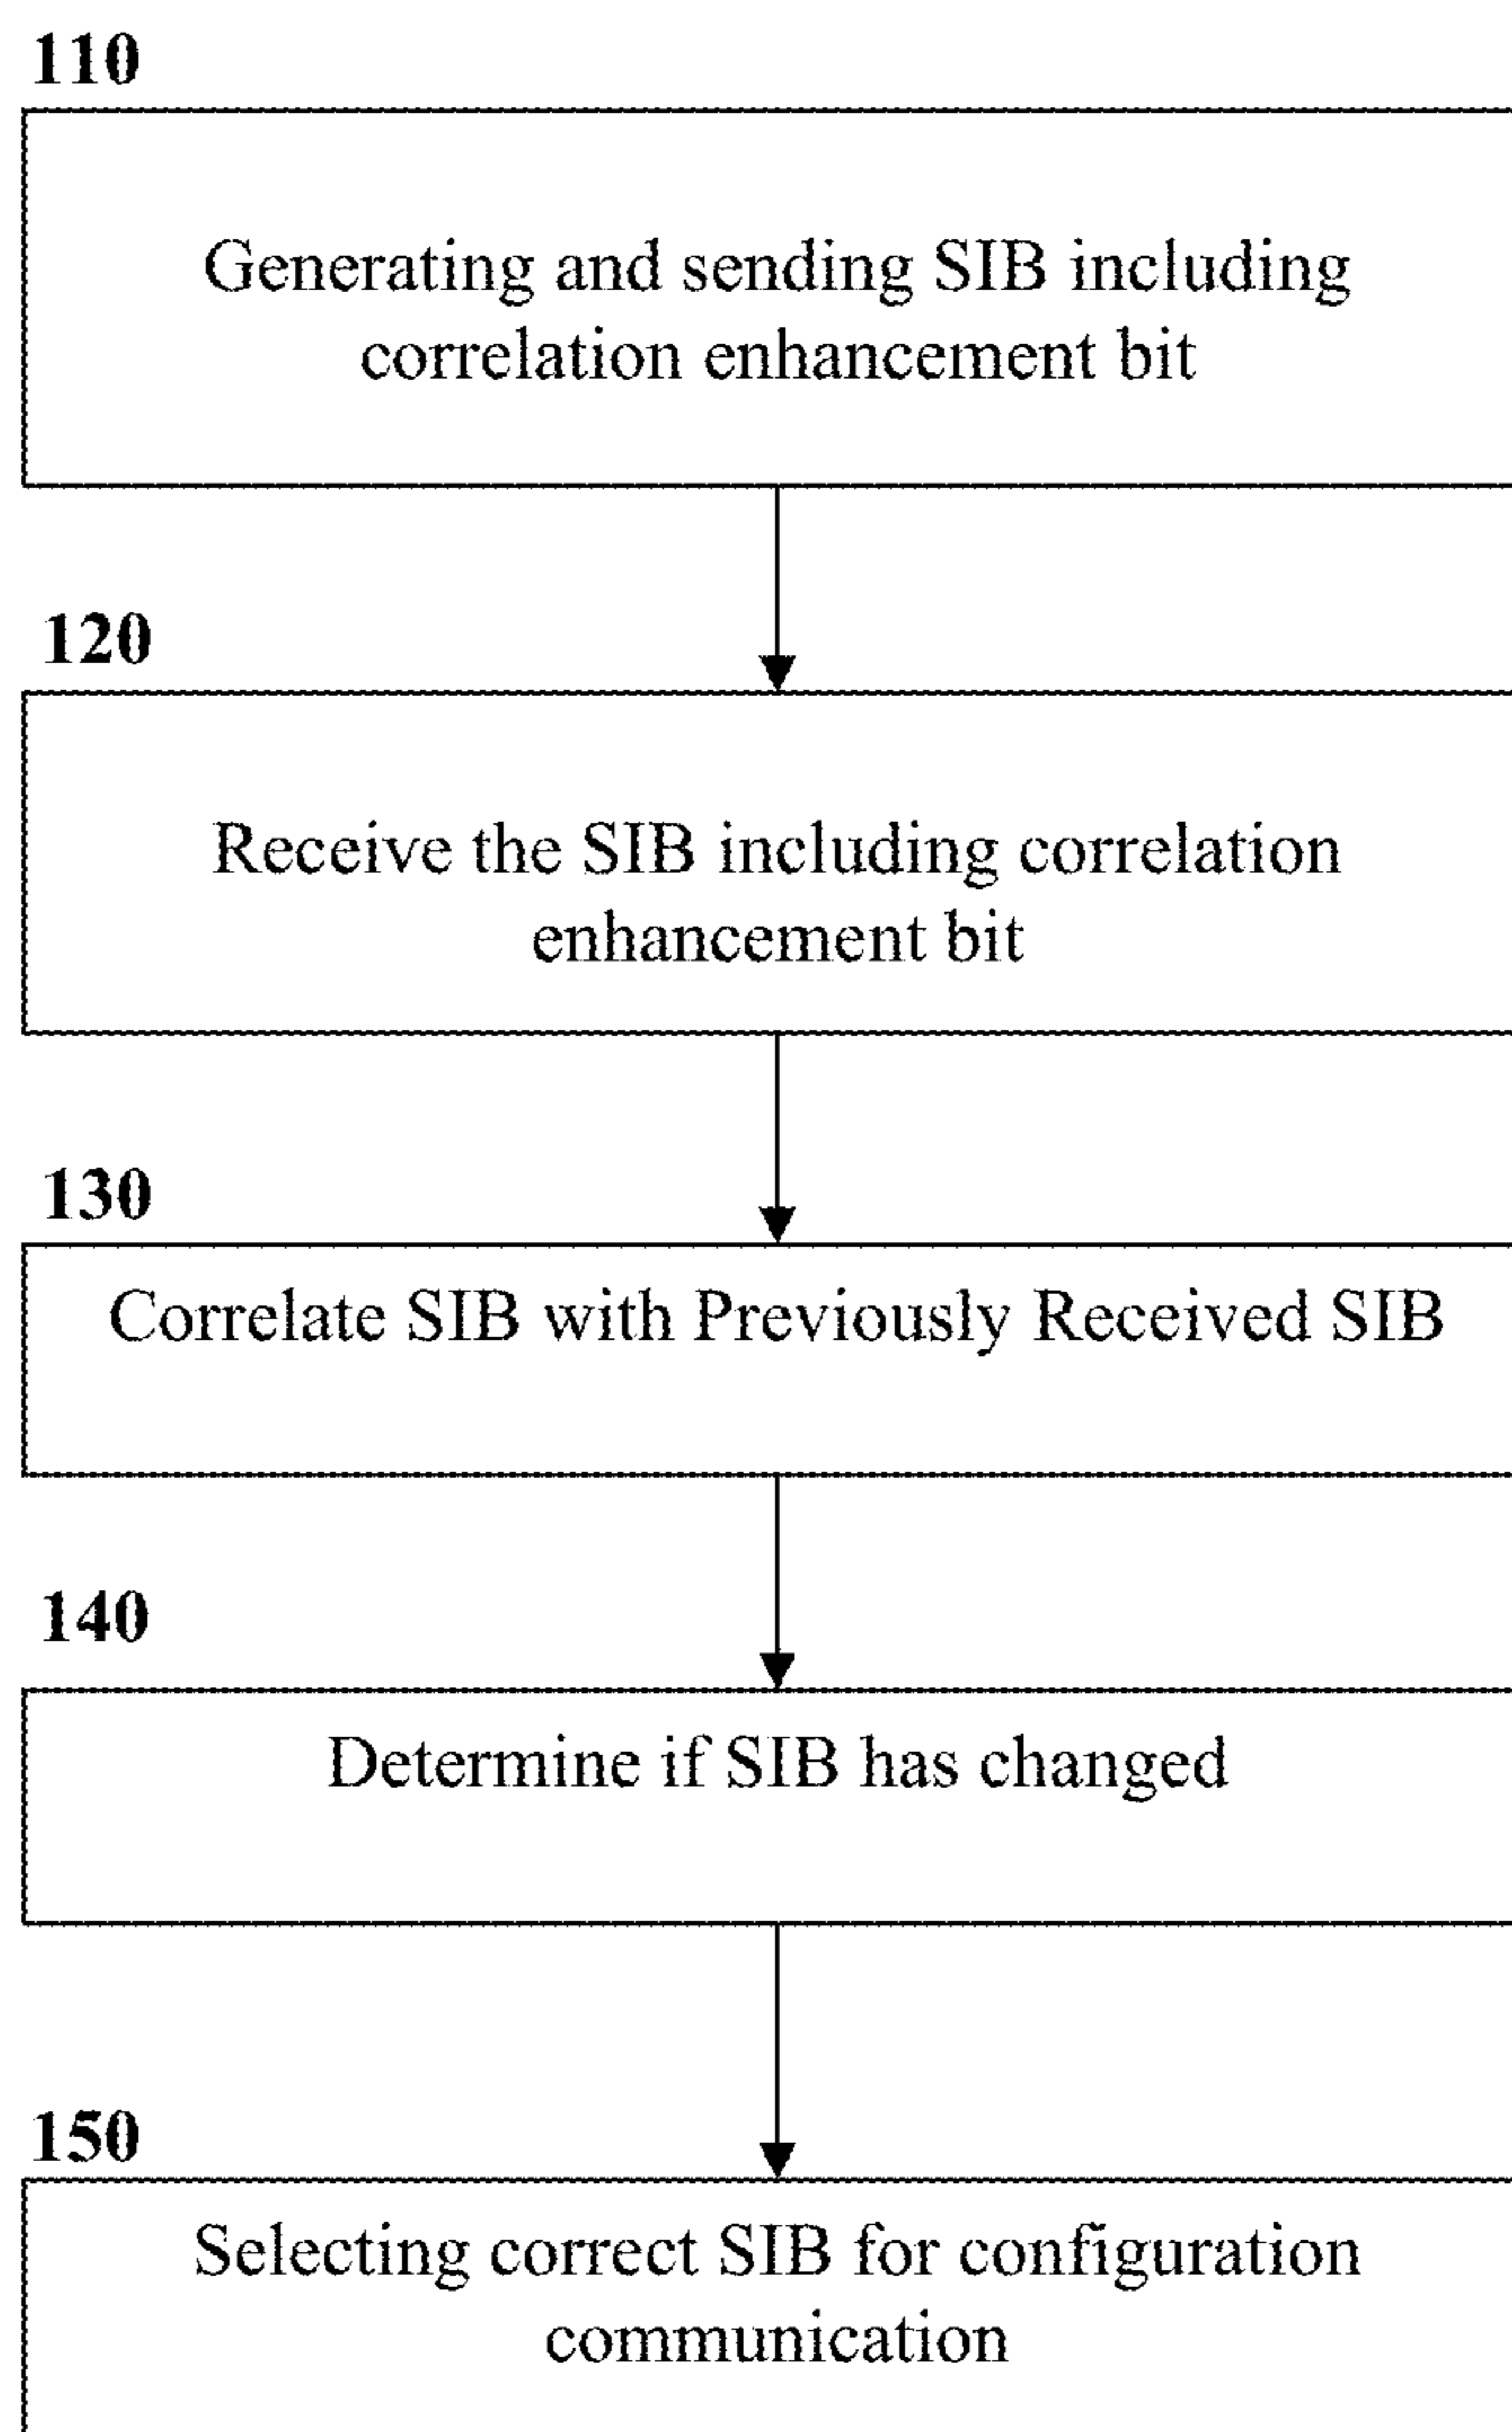 110
Generating and sending SIB including
correlation enhancement bit
120
Receive the SIB including correlation
enhancement bit
130
Correlate SIB with Previously Received SIB
140
Determine if SIB has changed
150
Selecting correct SIB for configuration
communication